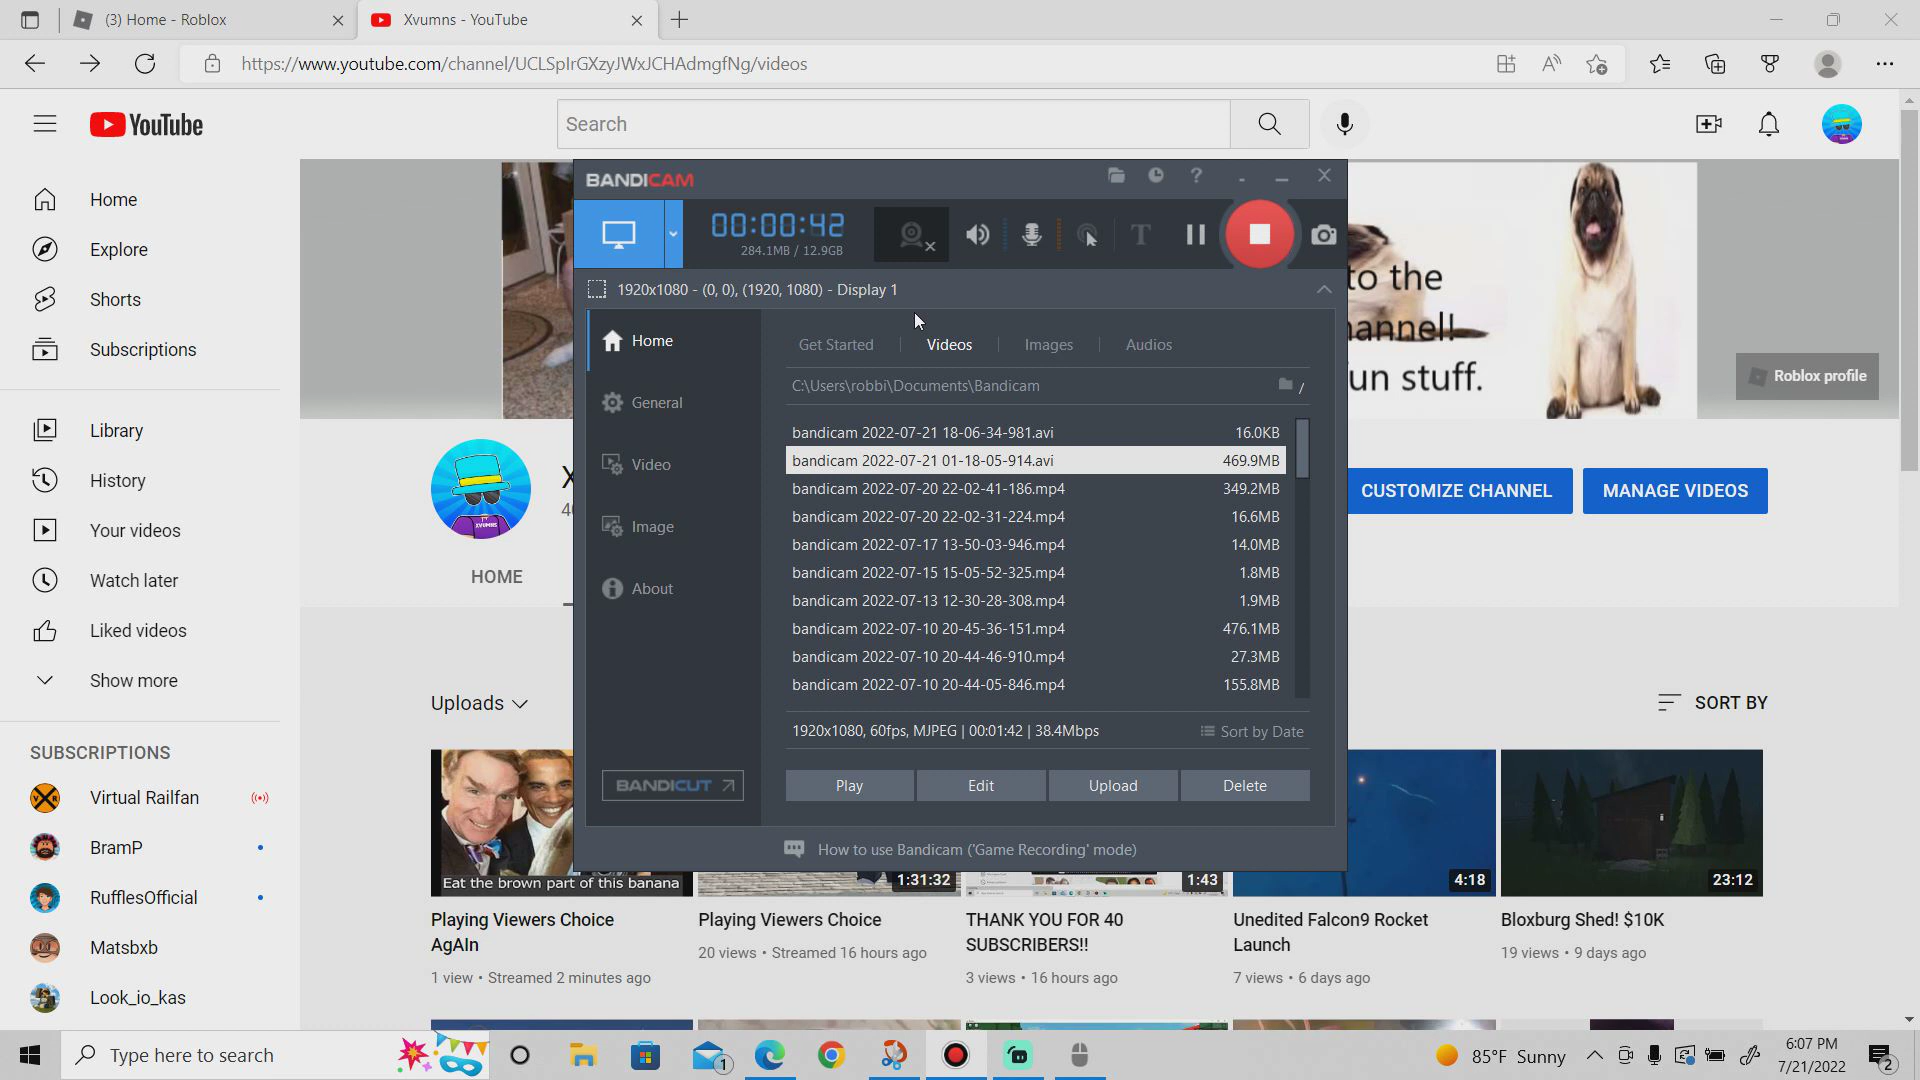 (3) Home - Roblox
Xvumns - YouTube
https://www.youtube.com/channel/UCLSpIrGXzyJWxJCHAdmgfNg/videos
YouTube
Search
Home
Explore
Shorts
Subscriptions
Library
History
Your videos
Watch later
Liked videos
Show more
SUBSCRIPTIONS
Virtual Railfan
BramP
RufflesOfficial
Matsbxb
Look_io_kas
to the
hannel!
un stuff.
Roblox profile
XVUMNS
X
CUSTOMIZE CHANNEL
MANAGE VIDEOS
HOME
Uploads
SORT BY
BANDICAM
00:00:42
284.1MB / 12.9GB
1920x1080 - (0, 0), (1920, 1080) - Display 1
Home
General
Video
Image
About
BANDICUT
Get Started
Videos
Images
Audios
C:\Users\robbi\Documents\Bandicam
/
bandicam 2022-07-21 18-06-34-981.avi 16.0KB
bandicam 2022-07-21 01-18-05-914.avi 469.9MB
bandicam 2022-07-20 22-02-41-186.mp4 349.2MB
bandicam 2022-07-20 22-02-31-224.mp4 16.6MB
bandicam 2022-07-17 13-50-03-946.mp4 14.0MB
bandicam 2022-07-15 15-05-52-325.mp4 1.8MB
bandicam 2022-07-13 12-30-28-308.mp4 1.9MB
bandicam 2022-07-10 20-45-36-151.mp4 476.1MB
bandicam 2022-07-10 20-44-46-910.mp4 27.3MB
bandicam 2022-07-10 20-44-05-846.mp4 155.8MB
1920x1080, 60fps, MJPEG | 00:01:42 | 38.4Mbps
Sort by Date
Play
Edit
Upload
Delete
How to use Bandicam ('Game Recording' mode)
Eat the brown part of this banana
1:31:32
1:43
4:18
23:12
Playing Viewers Choice
AgAIn
1 view • Streamed 2 minutes ago
Playing Viewers Choice
20 views • Streamed 16 hours ago
THANK YOU FOR 40
SUBSCRIBERS!!
3 views • 16 hours ago
Unedited Falcon9 Rocket
Launch
7 views • 6 days ago
Bloxburg Shed! $10K
19 views • 9 days ago
Type here to search
1
85°F Sunny
6:07 PM
7/21/2022
2